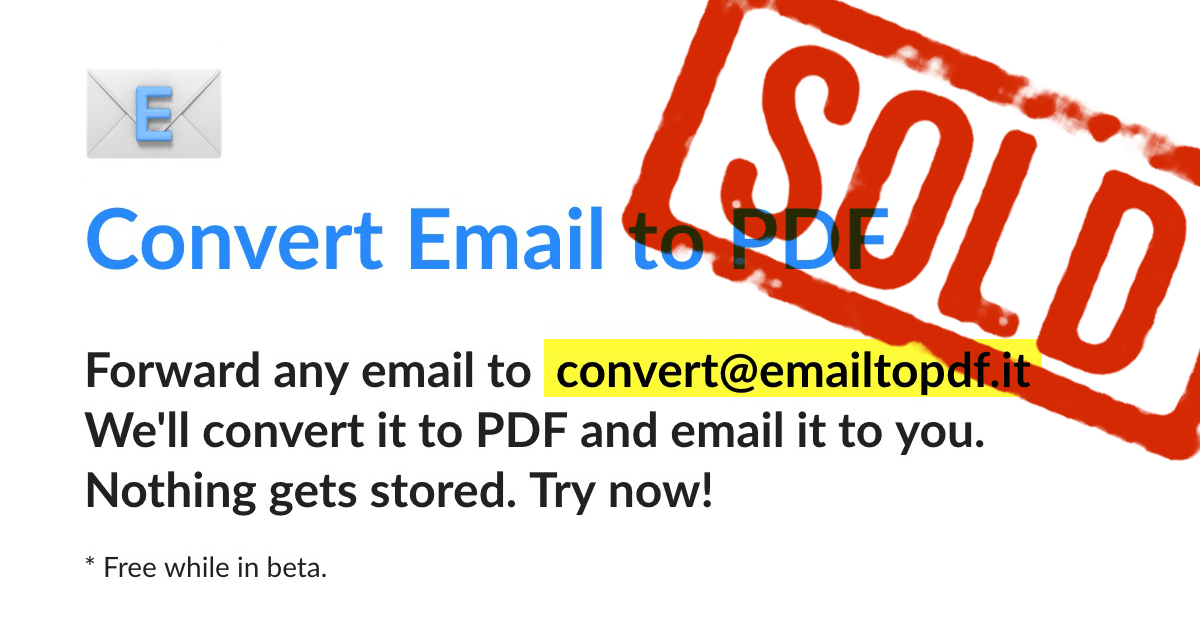 E
SOLD
Convert Email to PDF
Forward any email to convert@emailtopdf.it
We'll convert it to PDF and email it to you.
Nothing gets stored. Try now!
* Free while in beta.